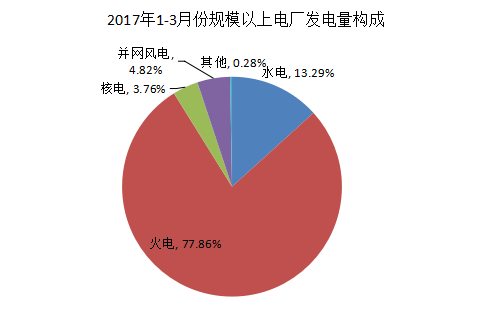 2017年1-3月份规模以上电厂发电量构成
并网风电,
4.82%
其他, 0.28%
水电, 13.29%
核电, 3.76%
火电, 77.86%